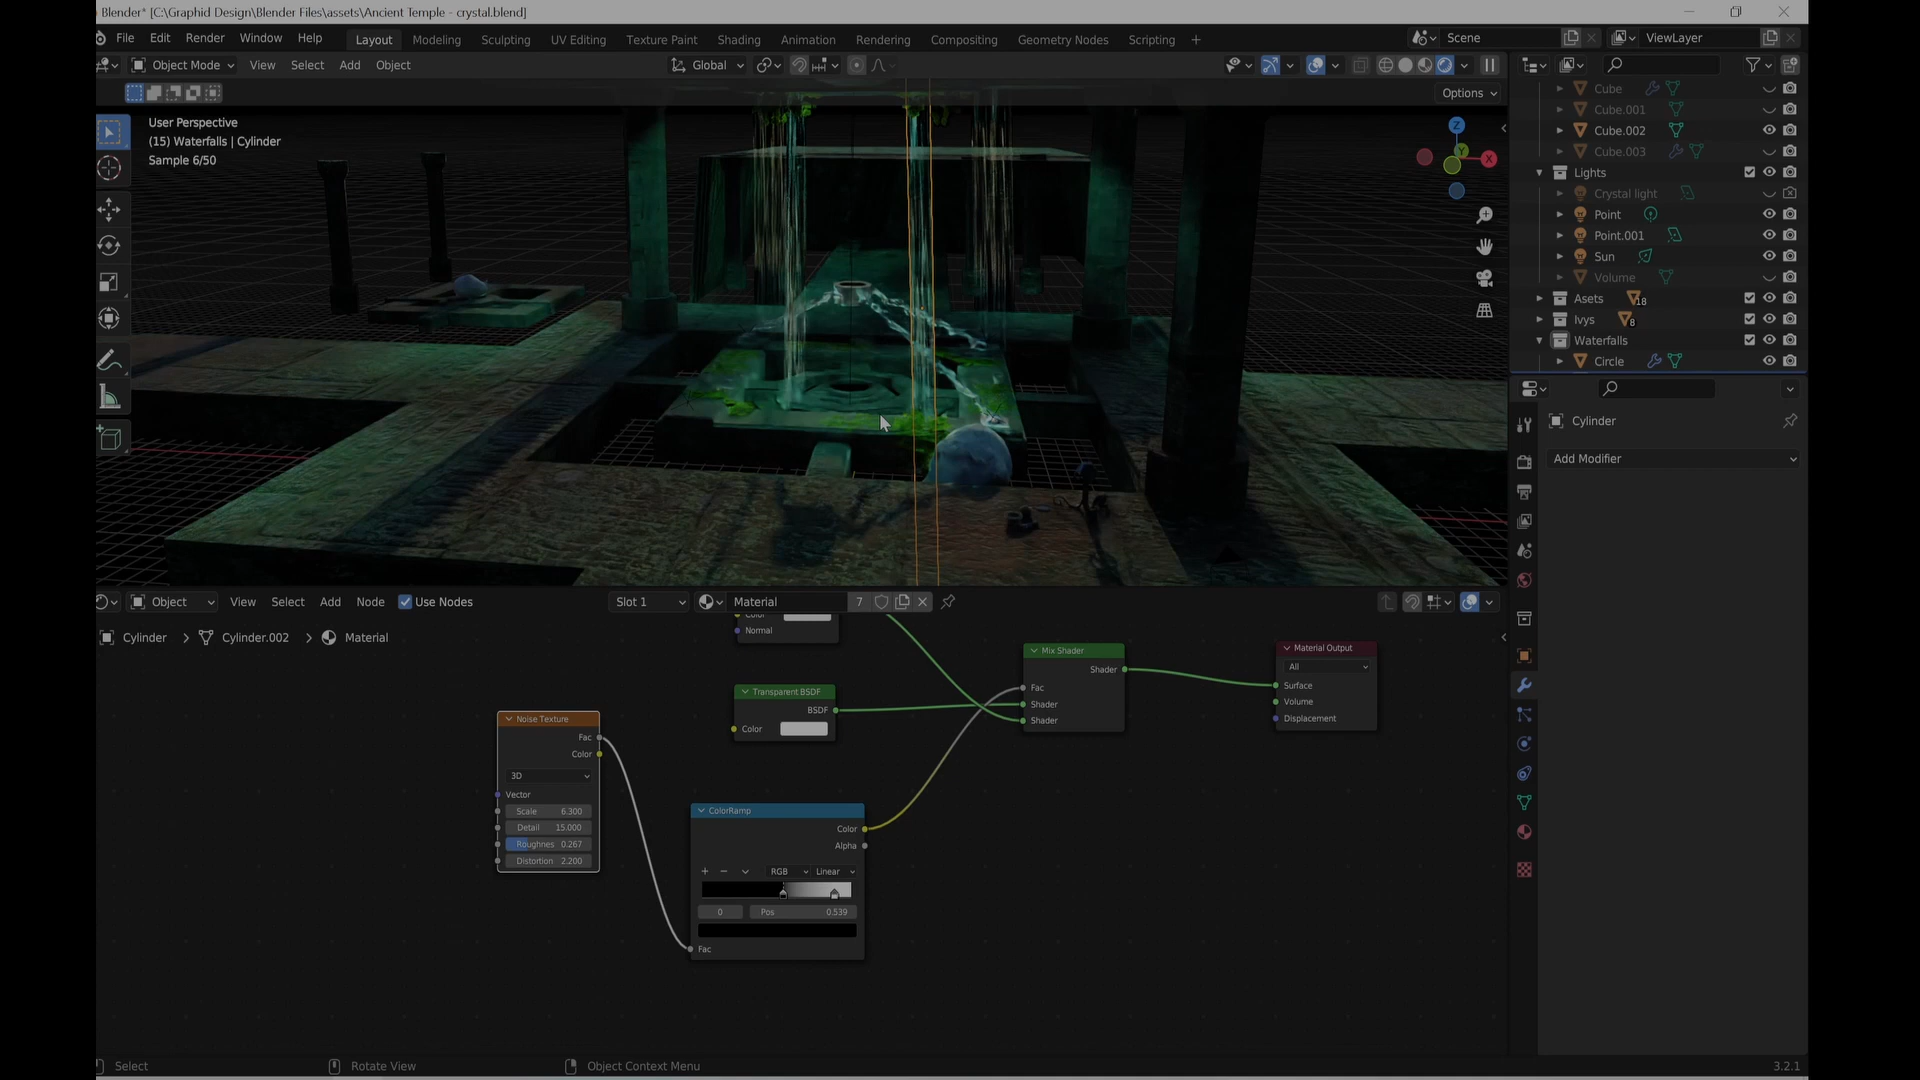 Blender* [C:\Graphid Design\Blender Files\assets\Ancient Temple - crystal.blend]
File Edit Render Window Help Layout Modeling Sculpting UV Editing Texture Paint Shading Animation Rendering Compositing Geometry Nodes Scripting + Scene ViewLayer
Object Mode View Select Add Object Global
Options
User Perspective
(15) Waterfalls | Cylinder
Sample 6/50
Z
Y
X
Cube
Cube.001
Cube.002
Cube.003
Lights
Crystal light
Point
Point.001
Sun
Volume
Asets 18
Ivys 8
Waterfalls
Circle
Cylinder
Add Modifier
Object View Select Add Node Use Nodes Slot 1 Material 7
Cylinder > Cylinder.002 > Material
Color
Normal
Transparent BSDF
BSDF
Color
Mix Shader
Shader
Fac
Shader
Shader
Material Output
All
Surface
Volume
Displacement
Noise Texture
Fac
Color
3D
Vector
Scale 6.300
Detail 15.000
Roughnes 0.267
Distortion 2.200
ColorRamp
Color
Alpha
RGB Linear
0 Pos 0.539
Fac
Select Rotate View Object Context Menu 3.2.1